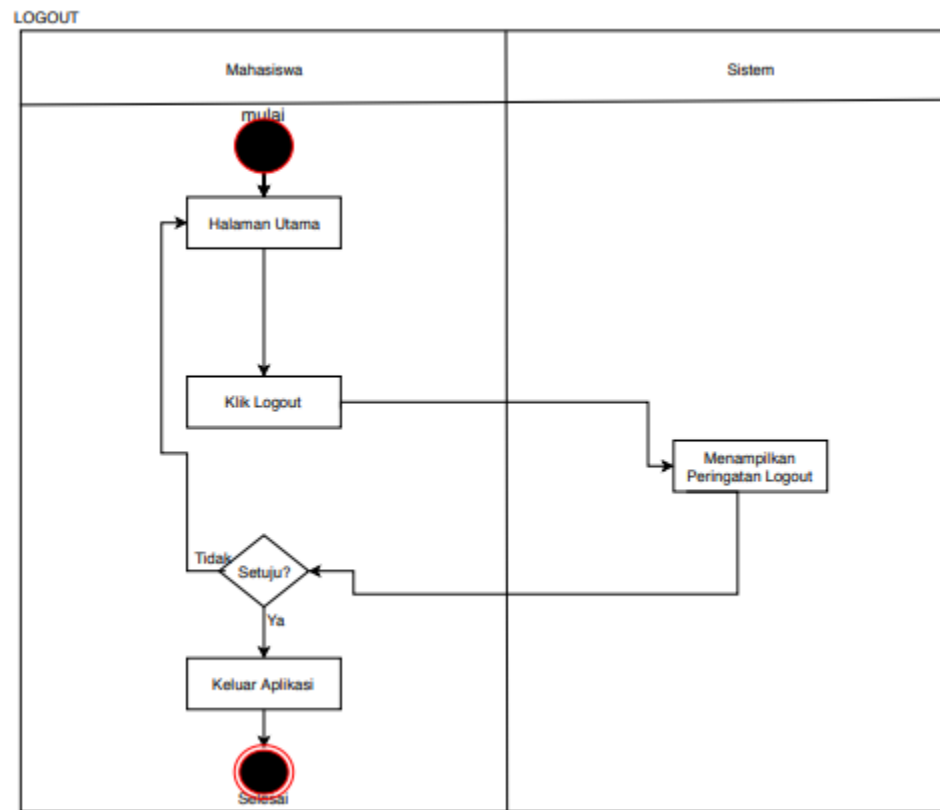 LOGOUT
Mahasiswa
Sistem
mulai
Halaman Utama
Klik Logout
Menampilkan
Peringatan Logout
Tidak
Setuju?
Ya
Keluar Aplikasi
Selesai